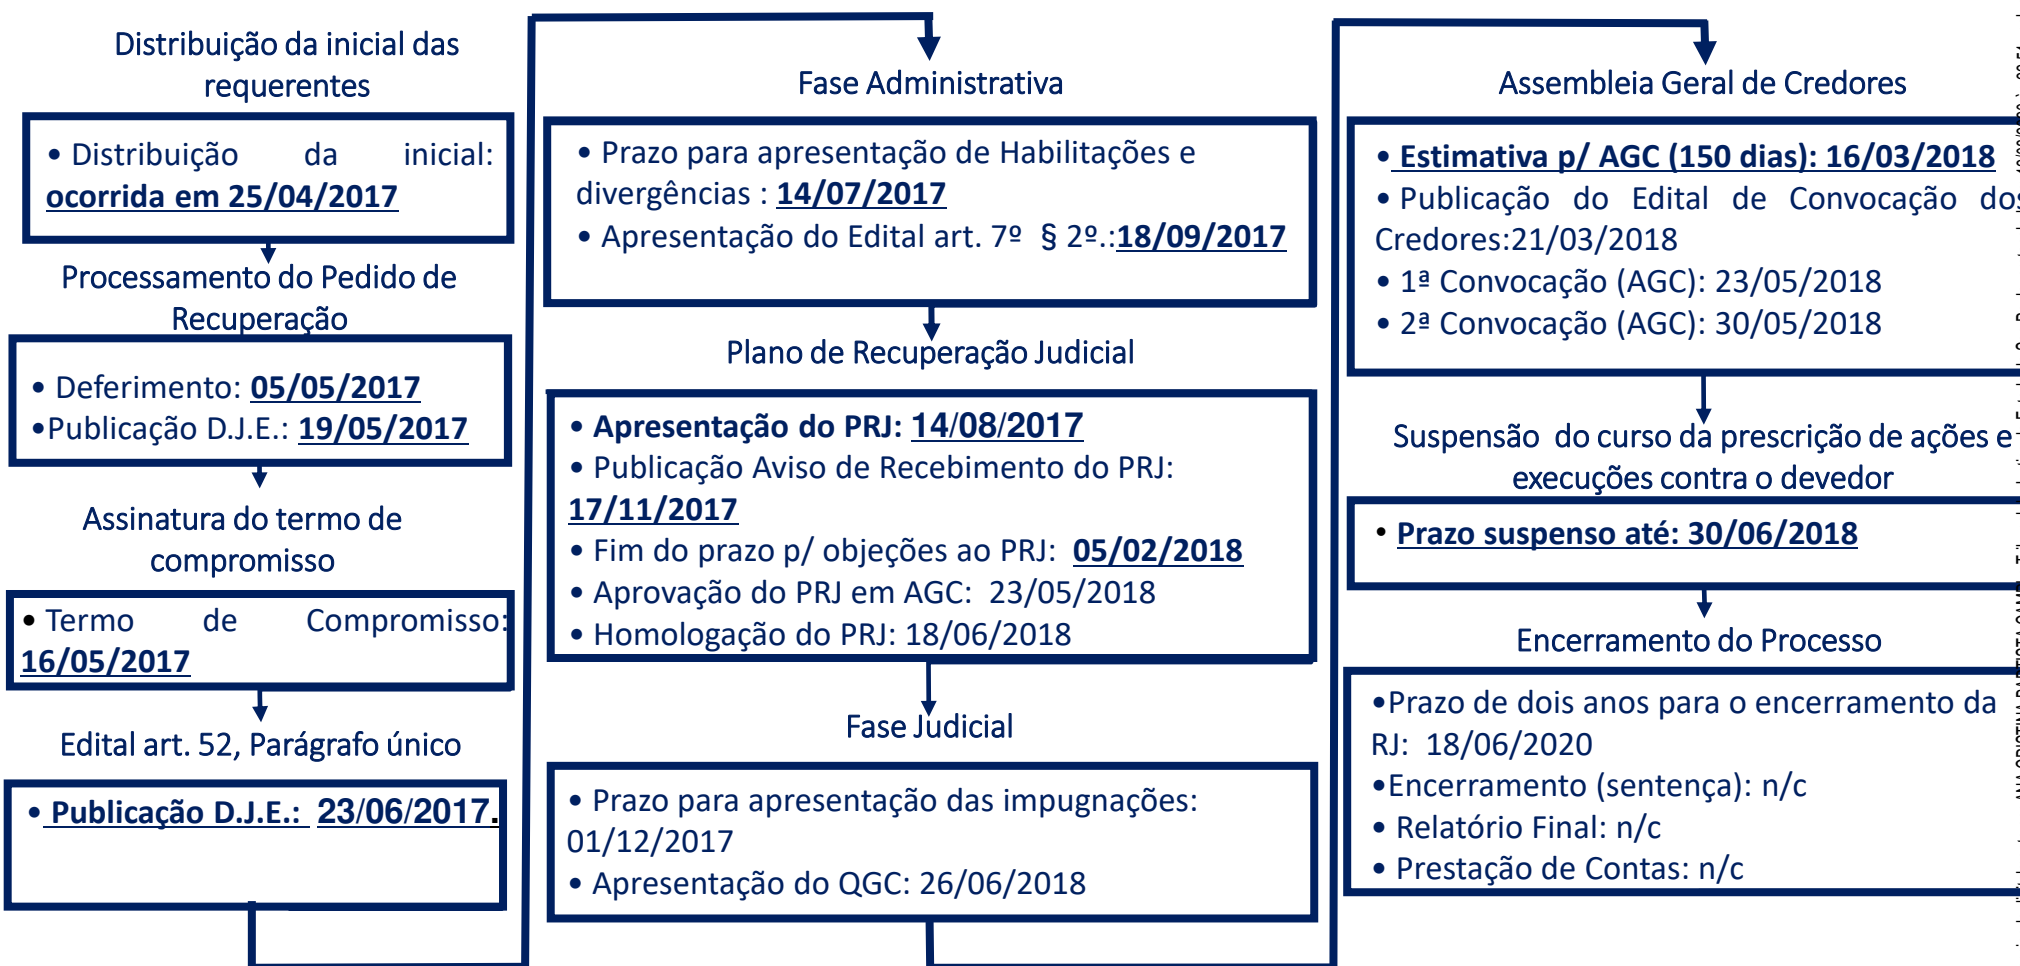 Distribuição da inicial das
requerentes
• Distribuição da inicial:
ocorrida em 25/04/2017
Processamento do Pedido de
Recuperação
• Deferimento: 05/05/2017
•Publicação D.J.E.: 19/05/2017
Assinatura do termo de
compromisso
• Termo de Compromisso:
16/05/2017
Edital art. 52, Parágrafo único
• Publicação D.J.E.: 23/06/2017.
Fase Administrativa
• Prazo para apresentação de Habilitações e
divergências : 14/07/2017
• Apresentação do Edital art. 7º § 2º.:18/09/2017
Plano de Recuperação Judicial
• Apresentação do PRJ: 14/08/2017
• Publicação Aviso de Recebimento do PRJ:
17/11/2017
• Fim do prazo p/ objeções ao PRJ: 05/02/2018
• Aprovação do PRJ em AGC: 23/05/2018
• Homologação do PRJ: 18/06/2018
Fase Judicial
• Prazo para apresentação das impugnações:
01/12/2017
• Apresentação do QGC: 26/06/2018
Assembleia Geral de Credores
• Estimativa p/ AGC (150 dias): 16/03/2018
• Publicação do Edital de Convocação dos
Credores:21/03/2018
• 1ª Convocação (AGC): 23/05/2018
• 2ª Convocação (AGC): 30/05/2018
Suspensão do curso da prescrição de ações e
execuções contra o devedor
• Prazo suspenso até: 30/06/2018
Encerramento do Processo
•Prazo de dois anos para o encerramento da
RJ: 18/06/2020
•Encerramento (sentença): n/c
• Relatório Final: n/c
• Prestação de Contas: n/c